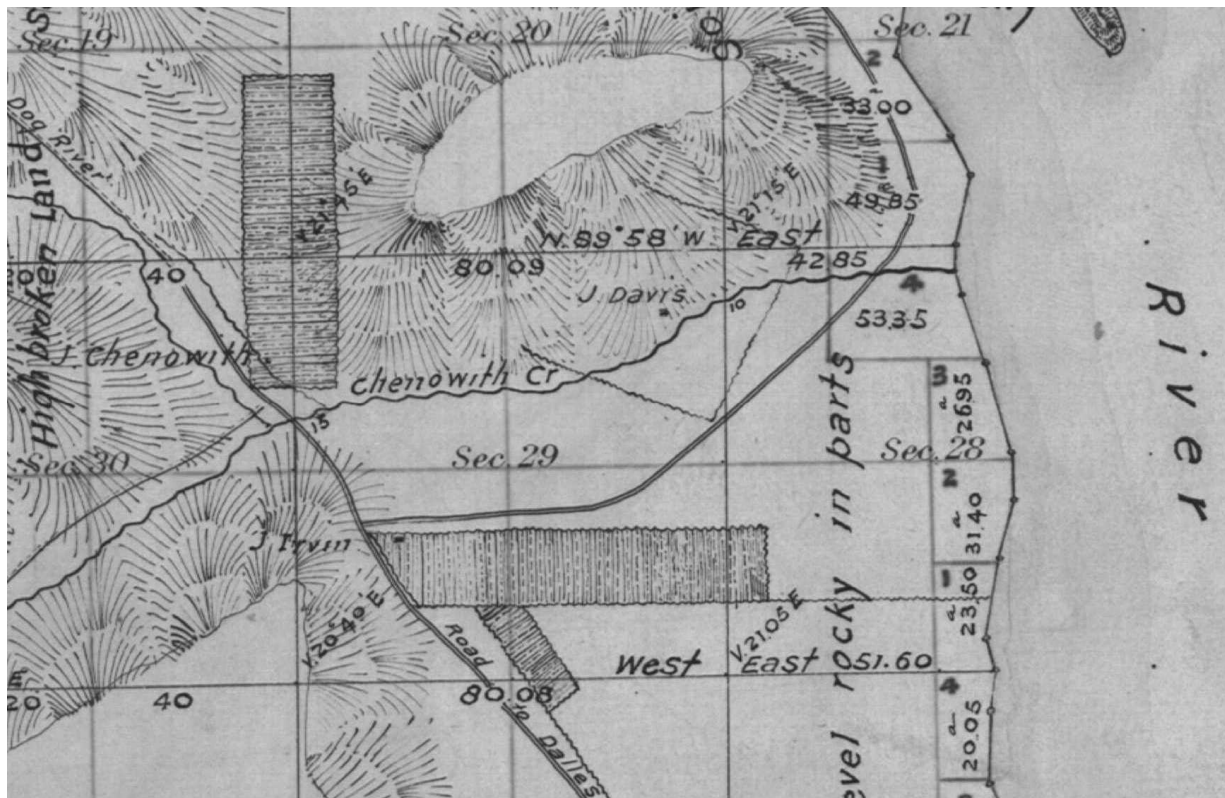 Sec. 19
Sec. 20
Sec. 21
2
33.00
1
49.85
River
High broken Land
V.21°15'E
N. 89°58' W.
East
42.85
40
80.09
J. Davis
10
4
53.35
J. Chenowith
Chenowith Cr
15
3
a
26.95
Sec. 30
Sec. 29
Sec. 28
River
level rocky in parts
2
a
31.40
J Irvin
1
a
23.50
V.20°40'E
V.21.05 E
Road to Dalles
West
East
51.60
20
40
80.08
4
a
20.05